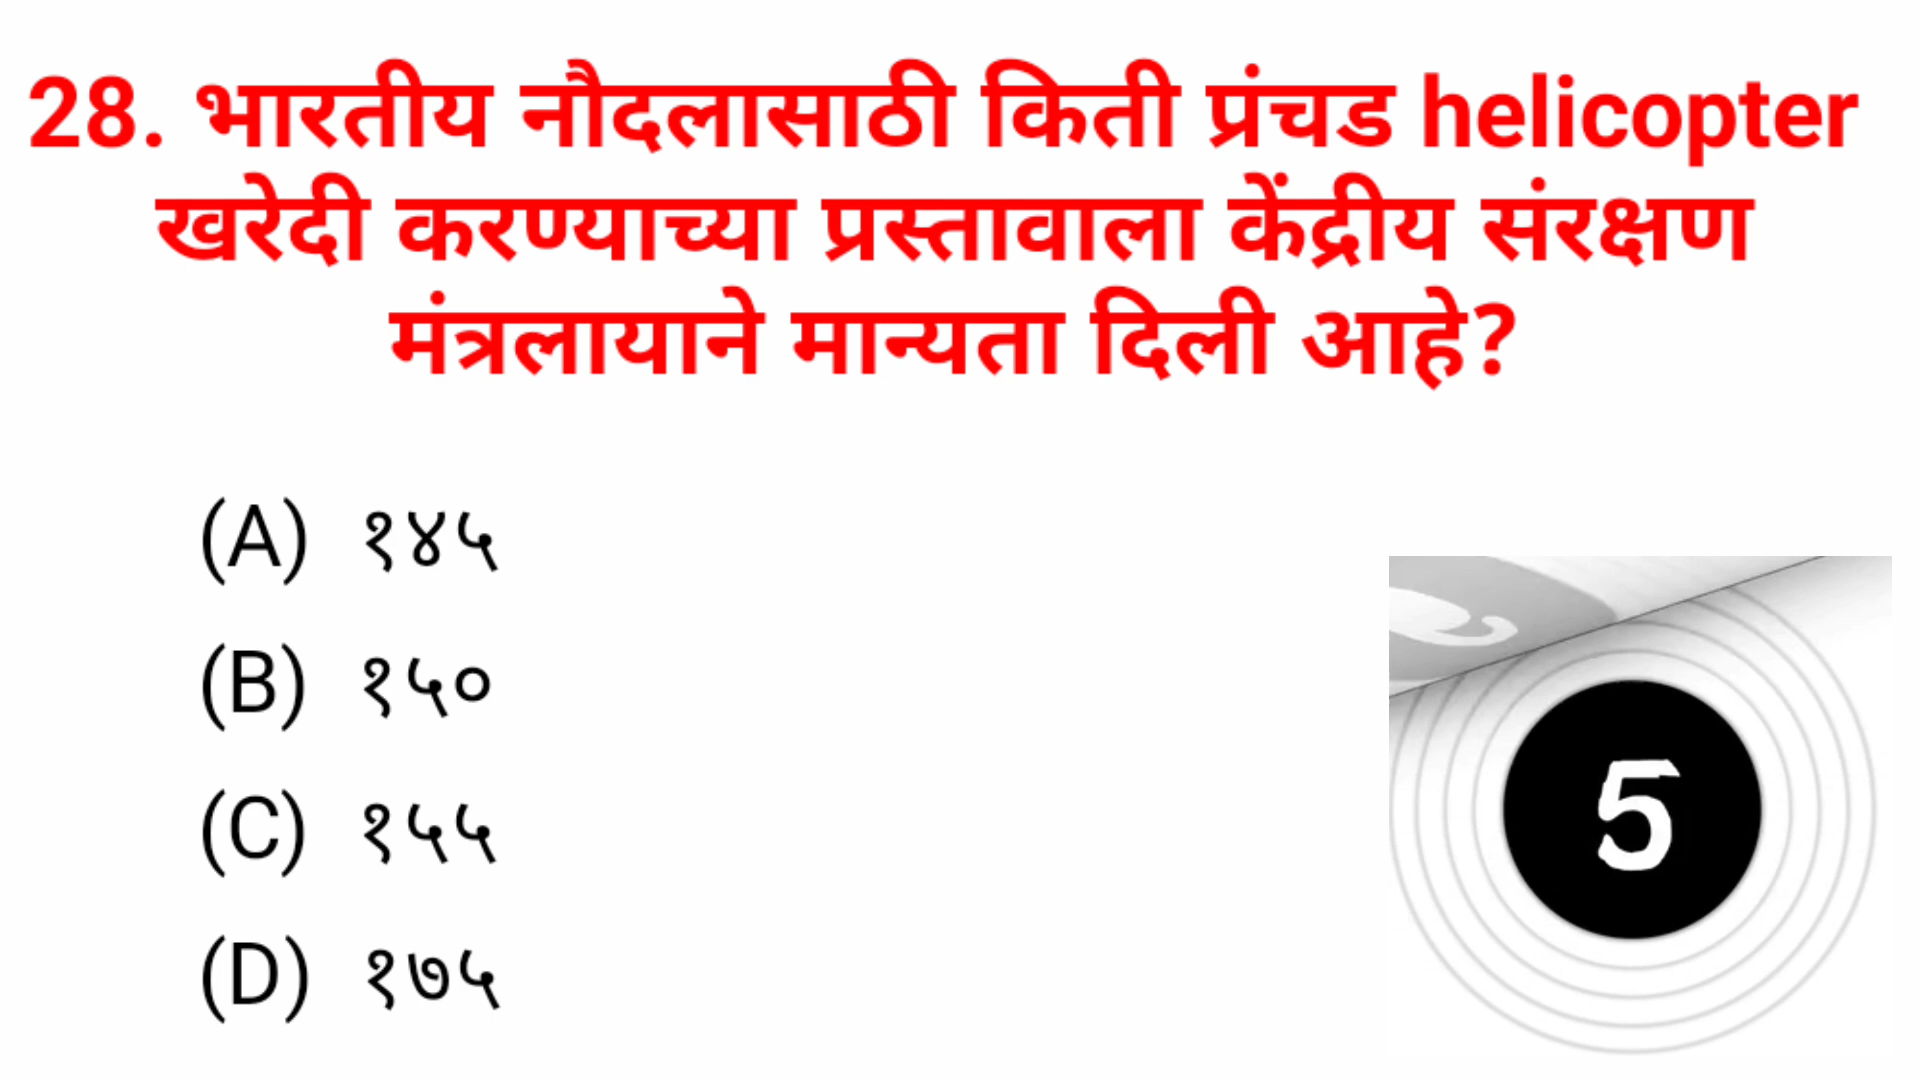 28. भारतीय नौदलासाठी किती प्रंचड helicopter
खरेदी करण्याच्या प्रस्तावाला केंद्रीय संरक्षण
मंत्रलायाने मान्यता दिली आहे?
(A) १४५
(B) १५०
(C) १५५
(D) १७५
5